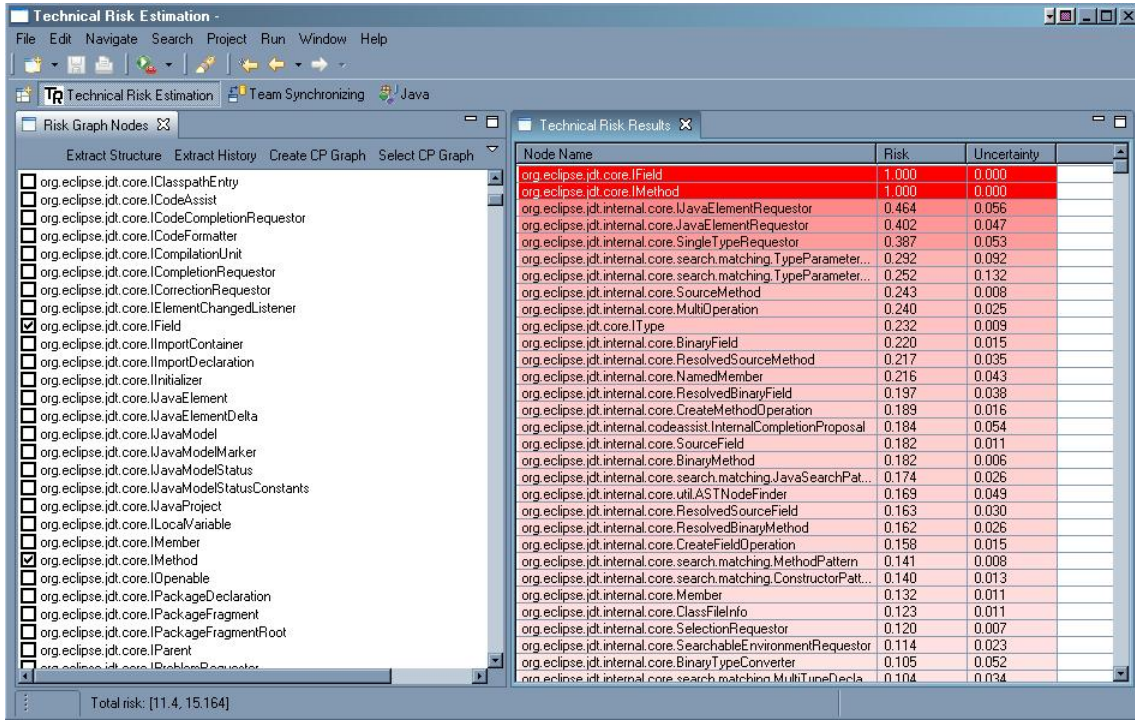 Technical Risk Estimation -
File Edit Navigate Search Project Run Window Help
TR Technical Risk Estimation Team Synchronizing Java
Risk Graph Nodes
Extract Structure Extract History Create CP Graph Select CP Graph
org.eclipse.jdt.core.IClasspathEntry
org.eclipse.jdt.core.ICodeAssist
org.eclipse.jdt.core.ICodeCompletionRequestor
org.eclipse.jdt.core.ICodeFormatter
org.eclipse.jdt.core.ICompilationUnit
org.eclipse.jdt.core.ICompletionRequestor
org.eclipse.jdt.core.ICorrectionRequestor
org.eclipse.jdt.core.IElementChangedListener
org.eclipse.jdt.core.IField
org.eclipse.jdt.core.IImportContainer
org.eclipse.jdt.core.IImportDeclaration
org.eclipse.jdt.core.IInitializer
org.eclipse.jdt.core.IJavaElement
org.eclipse.jdt.core.IJavaElementDelta
org.eclipse.jdt.core.IJavaModel
org.eclipse.jdt.core.IJavaModelMarker
org.eclipse.jdt.core.IJavaModelStatus
org.eclipse.jdt.core.IJavaModelStatusConstants
org.eclipse.jdt.core.IJavaProject
org.eclipse.jdt.core.ILocalVariable
org.eclipse.jdt.core.IMember
org.eclipse.jdt.core.IMethod
org.eclipse.jdt.core.IOpenable
org.eclipse.jdt.core.IPackageDeclaration
org.eclipse.jdt.core.IPackageFragment
org.eclipse.jdt.core.IPackageFragmentRoot
org.eclipse.jdt.core.IParent
org.eclipse.jdt.core.IProblemRequestor
Technical Risk Results
Node Name Risk Uncertainty
org.eclipse.jdt.core.IField 1.000 0.000
org.eclipse.jdt.core.IMethod 1.000 0.000
org.eclipse.jdt.internal.core.IJavaElementRequestor 0.464 0.056
org.eclipse.jdt.internal.core.JavaElementRequestor 0.402 0.047
org.eclipse.jdt.internal.core.SingleTypeRequestor 0.387 0.053
org.eclipse.jdt.internal.core.search.matching.TypeParameter... 0.292 0.092
org.eclipse.jdt.internal.core.search.matching.TypeParameter... 0.252 0.132
org.eclipse.jdt.internal.core.SourceMethod 0.243 0.008
org.eclipse.jdt.internal.core.MultiOperation 0.240 0.025
org.eclipse.jdt.core.IType 0.232 0.009
org.eclipse.jdt.internal.core.BinaryField 0.220 0.015
org.eclipse.jdt.internal.core.ResolvedSourceMethod 0.217 0.035
org.eclipse.jdt.internal.core.NamedMember 0.216 0.043
org.eclipse.jdt.internal.core.ResolvedBinaryField 0.197 0.038
org.eclipse.jdt.internal.core.CreateMethodOperation 0.189 0.016
org.eclipse.jdt.internal.codeassist.InternalCompletionProposal 0.184 0.054
org.eclipse.jdt.internal.core.SourceField 0.182 0.011
org.eclipse.jdt.internal.core.BinaryMethod 0.182 0.006
org.eclipse.jdt.internal.core.search.matching.JavaSearchPat... 0.174 0.026
org.eclipse.jdt.internal.core.util.ASTNodeFinder 0.169 0.049
org.eclipse.jdt.internal.core.ResolvedSourceField 0.163 0.030
org.eclipse.jdt.internal.core.ResolvedBinaryMethod 0.162 0.026
org.eclipse.jdt.internal.core.CreateFieldOperation 0.158 0.015
org.eclipse.jdt.internal.core.search.matching.MethodPattern 0.141 0.008
org.eclipse.jdt.internal.core.search.matching.ConstructorPatt... 0.140 0.013
org.eclipse.jdt.internal.core.Member 0.132 0.011
org.eclipse.jdt.internal.core.ClassFileInfo 0.123 0.011
org.eclipse.jdt.internal.core.SelectionRequestor 0.120 0.007
org.eclipse.jdt.internal.core.SearchableEnvironmentRequestor 0.114 0.023
org.eclipse.jdt.internal.core.BinaryTypeConverter 0.105 0.052
org.eclipse.jdt.internal.core.search.matching.MultiTypeDecla... 0.104 0.034
Total risk: [11.4, 15.164]